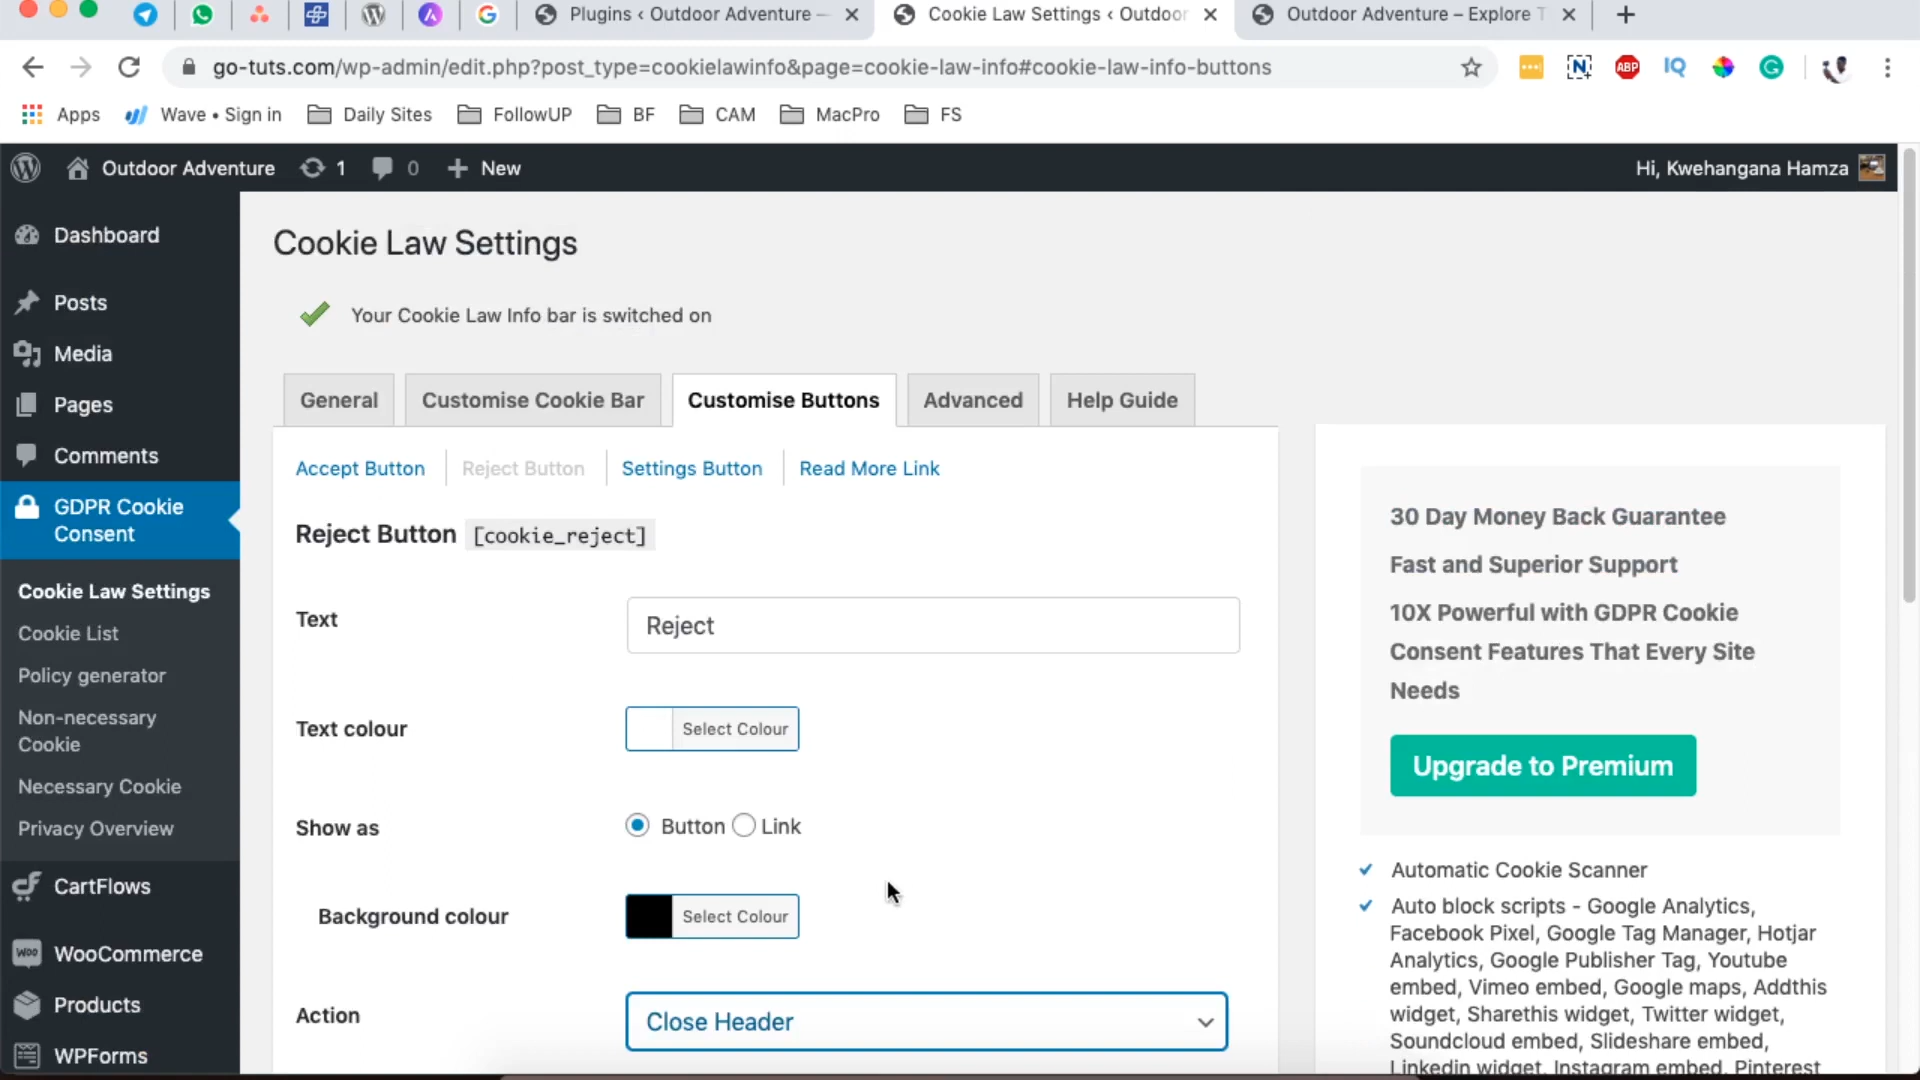 Plugins < Outdoor Adventure —
Cookie Law Settings < Outdoor
Outdoor Adventure – Explore T
go-tuts.com/wp-admin/edit.php?post_type=cookielawinfo&page=cookie-law-info#cookie-law-info-buttons
ABP
IQ
Apps
Wave • Sign in
Daily Sites
FollowUP
BF
CAM
MacPro
FS
Outdoor Adventure
1
0
New
Hi, Kwehangana Hamza
Dashboard
Posts
Media
Pages
Comments
GDPR Cookie
Consent
Cookie Law Settings
Cookie List
Policy generator
Non-necessary
Cookie
Necessary Cookie
Privacy Overview
CartFlows
WooCommerce
Products
WPForms
Cookie Law Settings
Your Cookie Law Info bar is switched on
General
Customise Cookie Bar
Customise Buttons
Advanced
Help Guide
Accept Button
Reject Button
Settings Button
Read More Link
Reject Button [cookie_reject]
Text
Reject
Text colour
Select Colour
Show as
Button
Link
Background colour
Select Colour
Action
Close Header
30 Day Money Back Guarantee
Fast and Superior Support
10X Powerful with GDPR Cookie
Consent Features That Every Site
Needs
Upgrade to Premium
Automatic Cookie Scanner
Auto block scripts - Google Analytics,
Facebook Pixel, Google Tag Manager, Hotjar
Analytics, Google Publisher Tag, Youtube
embed, Vimeo embed, Google maps, Addthis
widget, Sharethis widget, Twitter widget,
Soundcloud embed, Slideshare embed,
Linkedin widget, Instagram embed, Pinterest